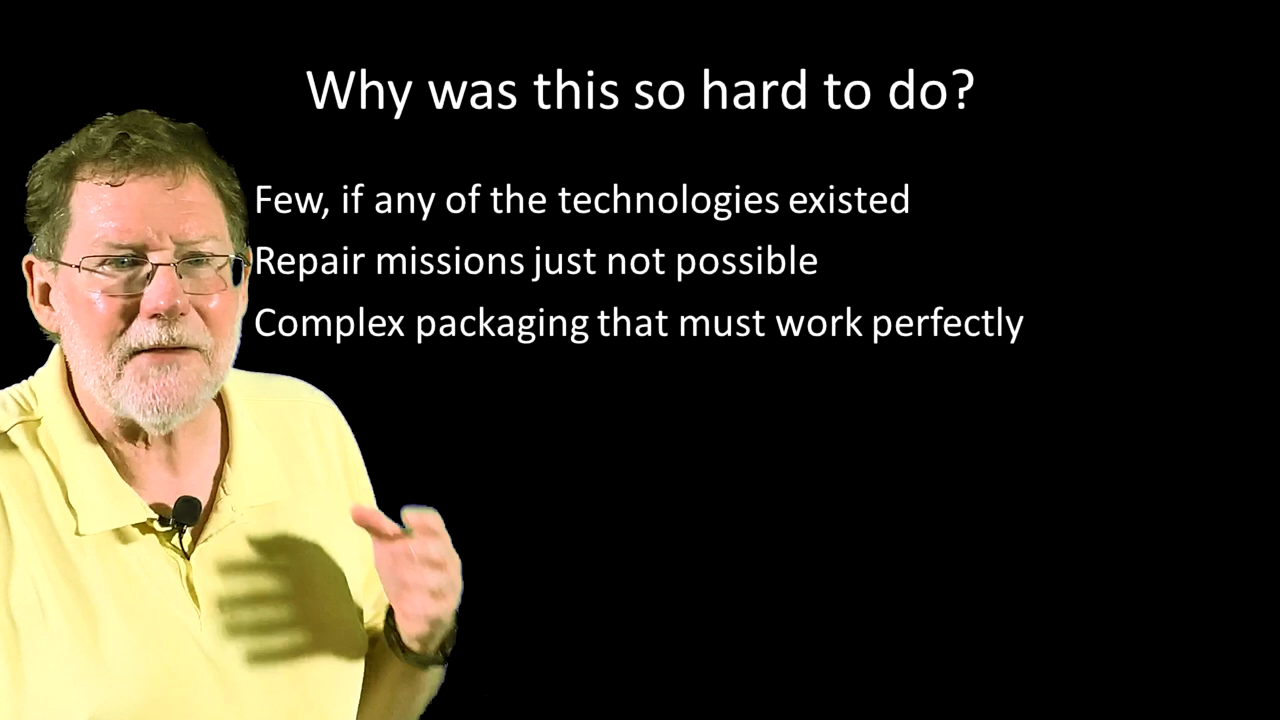 Why was this so hard to do?
Few, if any of the technologies existed
Repair missions just not possible
Complex packaging that must work perfectly